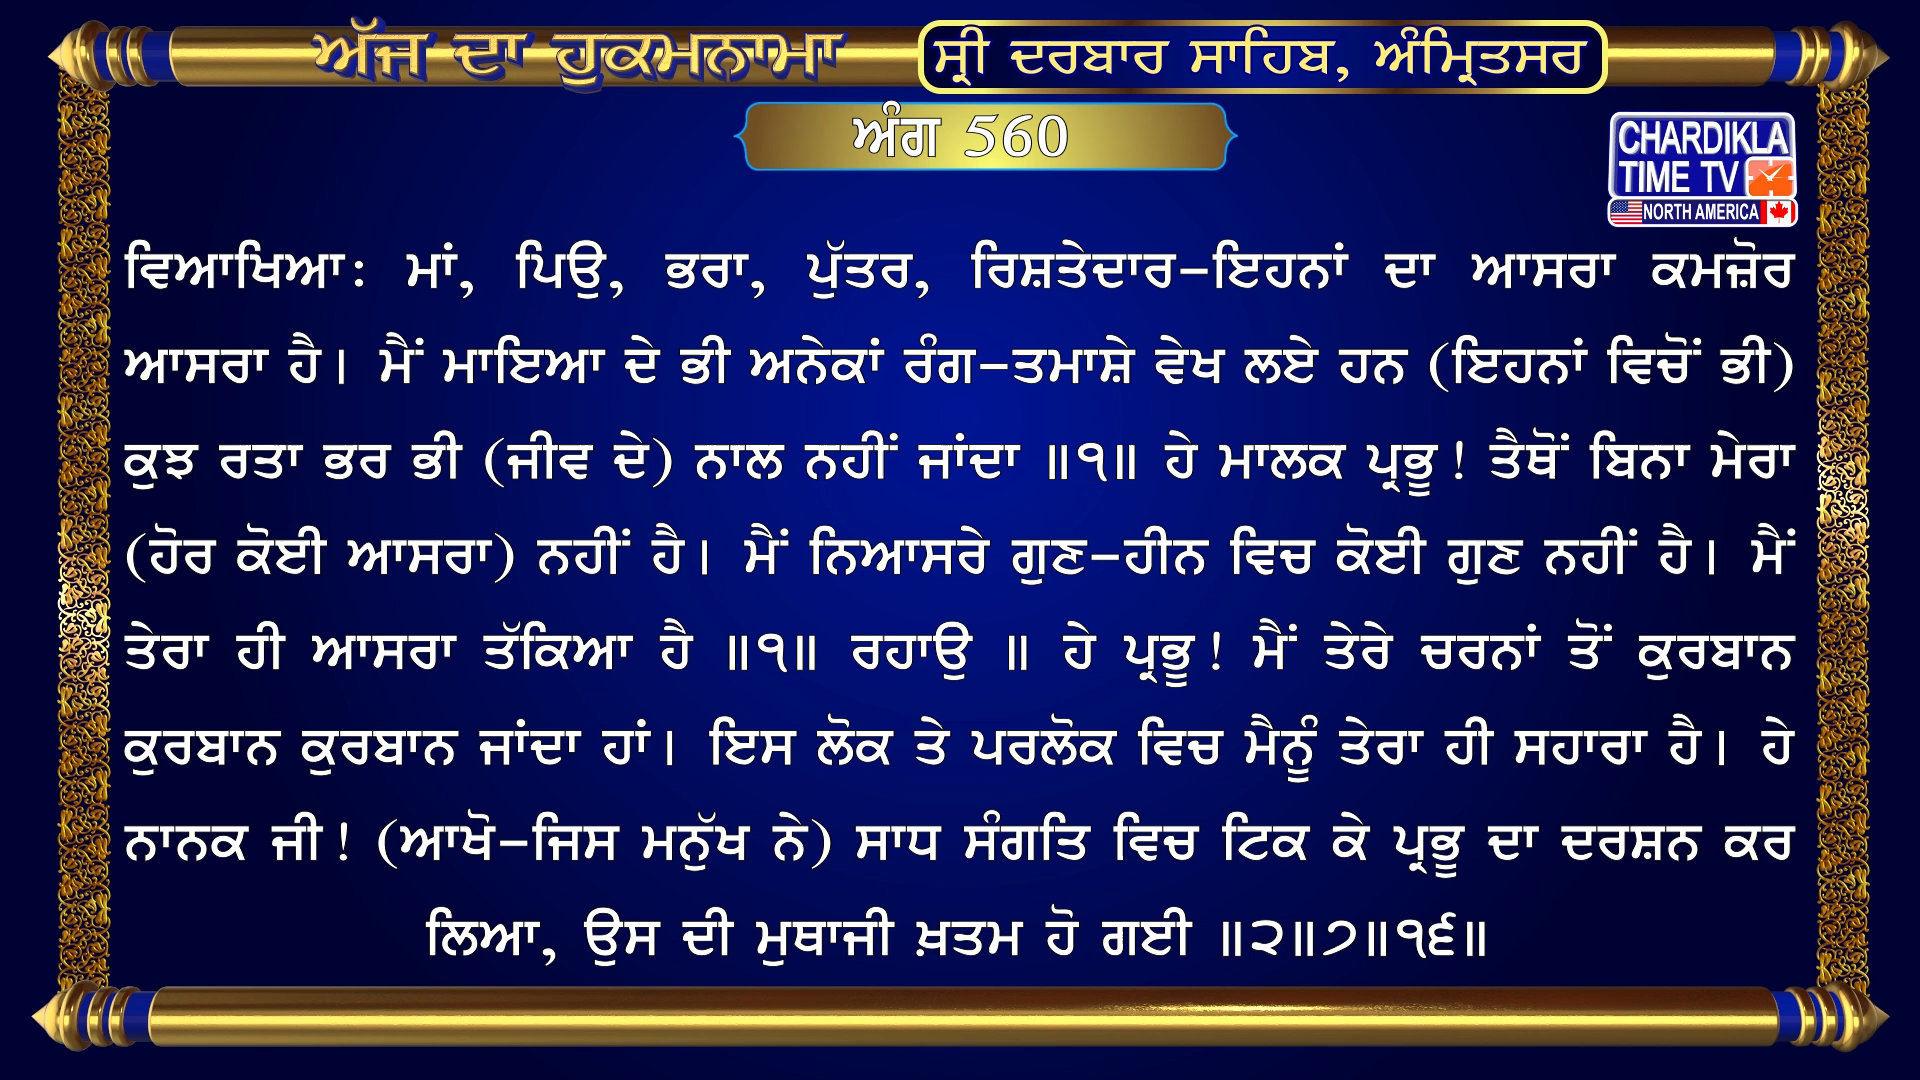 ਅੱਜ ਦਾ ਹੁਕਮਨਾਮਾ
ਸ੍ਰੀ ਦਰਬਾਰ ਸਾਹਿਬ, ਅੰਮ੍ਰਿਤਸਰ
ਅੰਗ 560
CHARDIKLA
TIME TV
NORTH AMERICA
ਵਿਆਖਿਆ: ਮਾਂ, ਪਿਉ, ਭਰਾ, ਪੁੱਤਰ, ਰਿਸ਼ਤੇਦਾਰ-ਇਹਨਾਂ ਦਾ ਆਸਰਾ ਕਮਜ਼ੋਰ
ਆਸਰਾ ਹੈ। ਮੈਂ ਮਾਇਆ ਦੇ ਭੀ ਅਨੇਕਾਂ ਰੰਗ-ਤਮਾਸ਼ੇ ਵੇਖ ਲਏ ਹਨ (ਇਹਨਾਂ ਵਿਚੋਂ ਭੀ)
ਕੁਝ ਰਤਾ ਭਰ ਭੀ (ਜੀਵ ਦੇ) ਨਾਲ ਨਹੀਂ ਜਾਂਦਾ ॥੧॥ ਹੇ ਮਾਲਕ ਪ੍ਰਭੂ! ਤੈਥੋਂ ਬਿਨਾ ਮੇਰਾ
(ਹੋਰ ਕੋਈ ਆਸਰਾ) ਨਹੀਂ ਹੈ। ਮੈਂ ਨਿਆਸਰੇ ਗੁਣ-ਹੀਨ ਵਿਚ ਕੋਈ ਗੁਣ ਨਹੀਂ ਹੈ। ਮੈਂ
ਤੇਰਾ ਹੀ ਆਸਰਾ ਤੱਕਿਆ ਹੈ ॥੧॥ ਰਹਾਉ ॥ ਹੇ ਪ੍ਰਭੂ! ਮੈਂ ਤੇਰੇ ਚਰਨਾਂ ਤੋਂ ਕੁਰਬਾਨ
ਕੁਰਬਾਨ ਕੁਰਬਾਨ ਜਾਂਦਾ ਹਾਂ। ਇਸ ਲੋਕ ਤੇ ਪਰਲੋਕ ਵਿਚ ਮੈਨੂੰ ਤੇਰਾ ਹੀ ਸਹਾਰਾ ਹੈ। ਹੇ
ਨਾਨਕ ਜੀ! (ਆਖੋ-ਜਿਸ ਮਨੁੱਖ ਨੇ) ਸਾਧ ਸੰਗਤਿ ਵਿਚ ਟਿਕ ਕੇ ਪ੍ਰਭੂ ਦਾ ਦਰਸ਼ਨ ਕਰ
ਲਿਆ, ਉਸ ਦੀ ਮੁਥਾਜੀ ਖ਼ਤਮ ਹੋ ਗਈ ॥੨॥੭॥੧੬॥